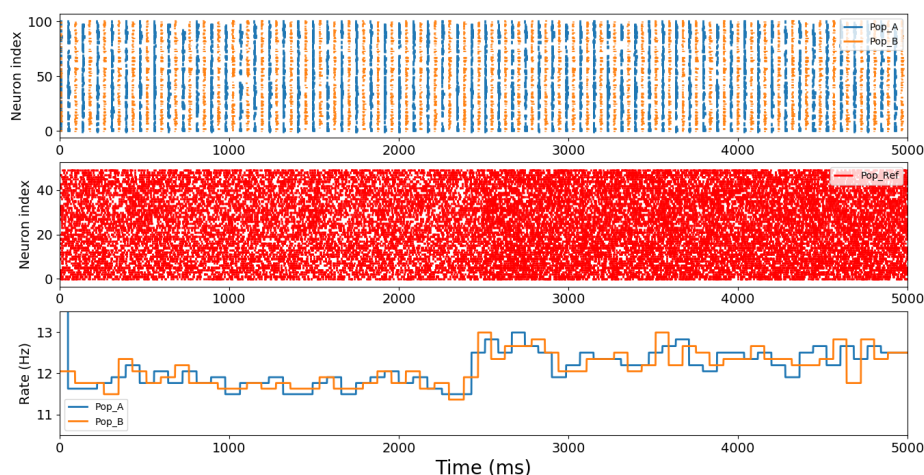 100
50
0
Neuron index
Pop_A
Pop_B
0 1000 2000 3000 4000 5000
40
20
0
Neuron index
Pop_Ref
0 1000 2000 3000 4000 5000
13
12
11
Rate (Hz)
Pop_A
Pop_B
0 1000 2000 3000 4000 5000
Time (ms)